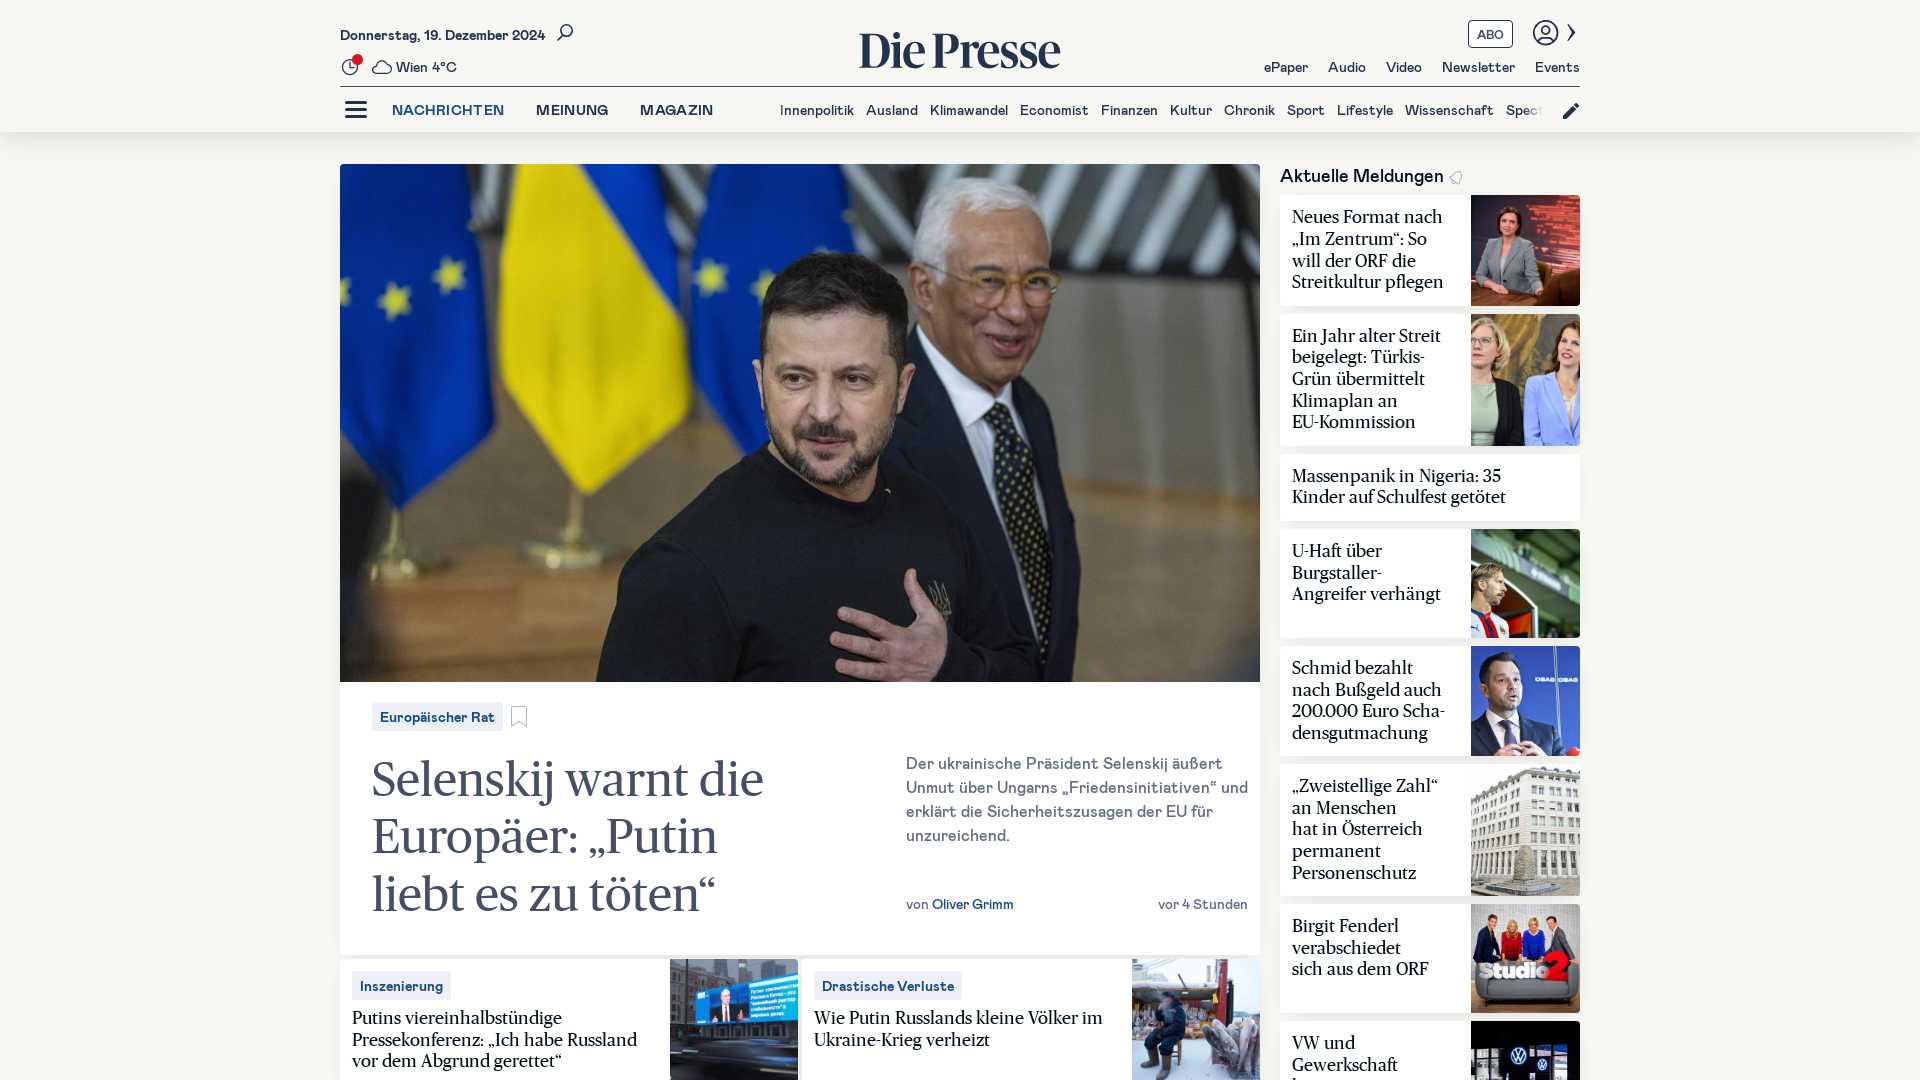 Donnerstag, 19. Dezember 2024
Wien 4°C
Die Presse
ABO
ePaper Audio Video Newsletter Events
NACHRICHTEN MEINUNG MAGAZIN
Innenpolitik Ausland Klimawandel Economist Finanzen Kultur Chronik Sport Lifestyle Wissenschaft Spect
Europäischer Rat
Selenskij warnt die
Europäer: „Putin
liebt es zu töten“
Der ukrainische Präsident Selenskij äußert
Unmut über Ungarns „Friedensinitiativen“ und
erklärt die Sicherheitszusagen der EU für
unzureichend.
von Oliver Grimm
vor 4 Stunden
Inszenierung
Putins viereinhalbstündige
Pressekonferenz: „Ich habe Russland
vor dem Abgrund gerettet“
Drastische Verluste
Wie Putin Russlands kleine Völker im
Ukraine-Krieg verheizt
Aktuelle Meldungen
Neues Format nach
„Im Zentrum“: So
will der ORF die
Streitkultur pflegen
Ein Jahr alter Streit
beigelegt: Türkis-
Grün übermittelt
Klimaplan an
EU-Kommission
Massenpanik in Nigeria: 35
Kinder auf Schulfest getötet
U-Haft über
Burgstaller-
Angreifer verhängt
Schmid bezahlt
nach Bußgeld auch
200.000 Euro Scha-
densgutmachung
„Zweistellige Zahl“
an Menschen
hat in Österreich
permanent
Personenschutz
Birgit Fenderl
verabschiedet
sich aus dem ORF
Studio 2
VW und
Gewerkschaft